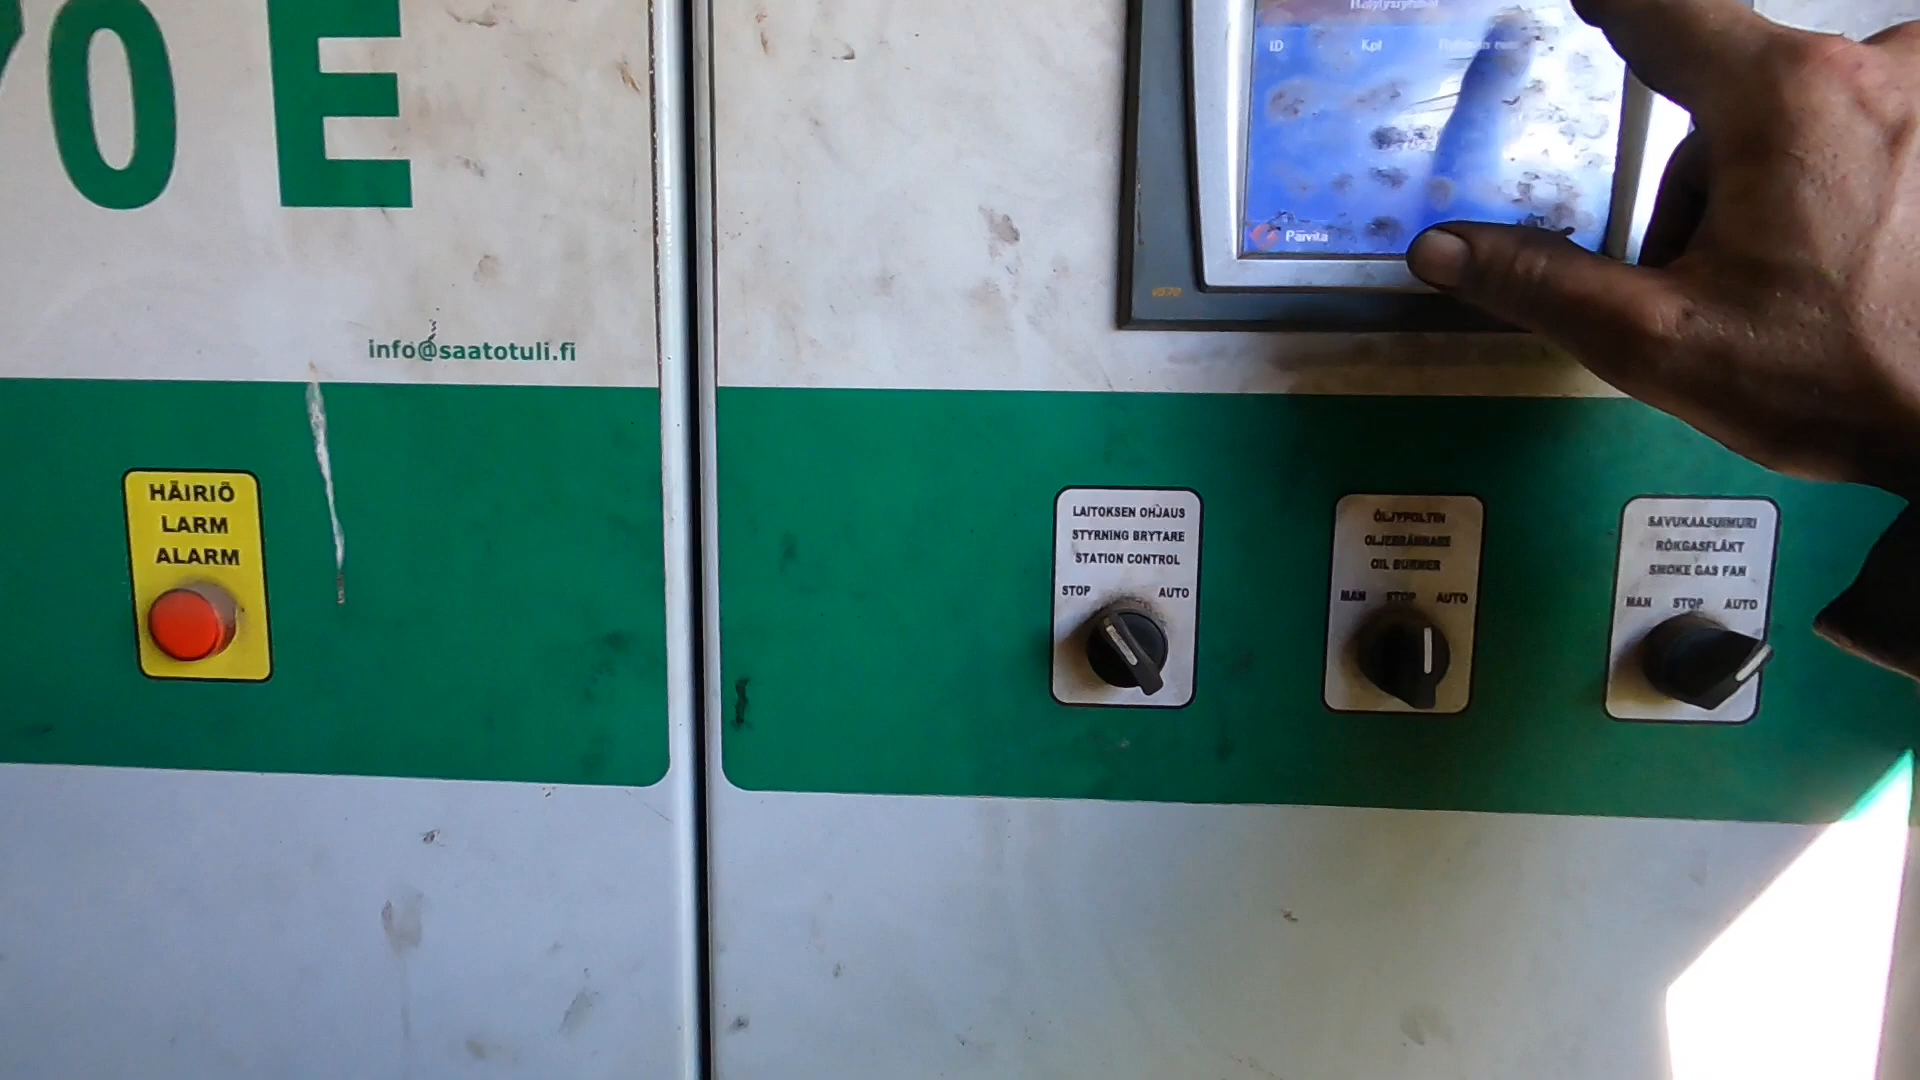 0 E
ID
Kpl
Päivitä
info@saatotuli.fi
HÄIRIÖ
LARM
ALARM
LAITOKSEN OHJAUS
STYRNING BRYTARE
STATION CONTROL
STOP AUTO
ÖLJYPOLTIN
OLJEBRÄNNARE
OIL BURNER
MAN STOP AUTO
SAVUKAASUIMURI
RÖKGASFLÄKT
SMOKE GAS FAN
MAN STOP AUTO